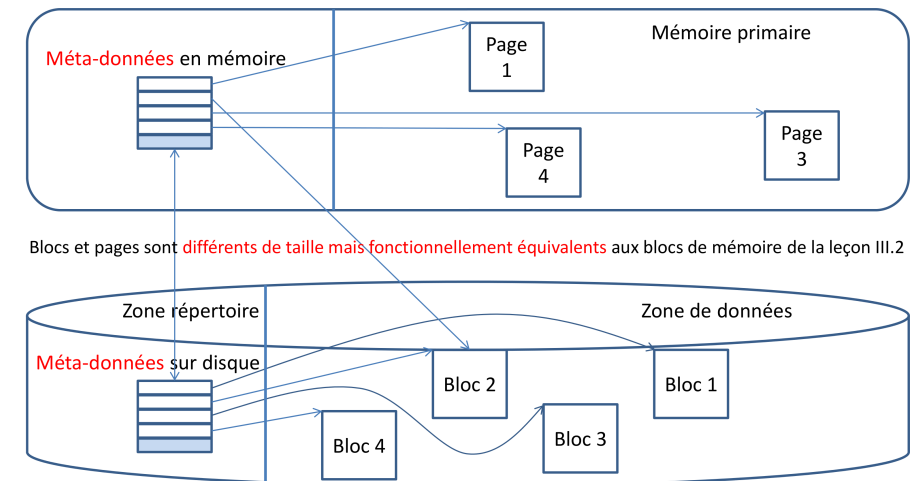 Mémoire primaire
Méta-données en mémoire
Page
1
Page
3
Page
4
Blocs et pages sont différents de taille mais fonctionnellement équivalents aux blocs de mémoire de la leçon III.2
Zone répertoire
Zone de données
Méta-données sur disque
Bloc 2
Bloc 1
Bloc 4
Bloc 3